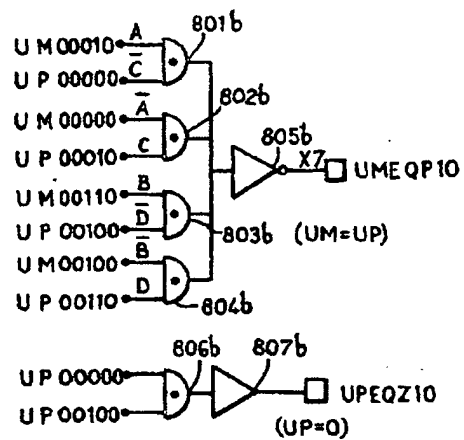 801b
UM00010 A
UP00000 C̅
802b
UM00000 A̅
UP00010 C
805b
X7
UMEQP10
UM00110 B
UP00100 D̅
803b
(UM=UP)
UM00100 B̅
UP00110 D
804b
806b
807b
UP00000
UP00100
UPEQZ10
(UP=0)